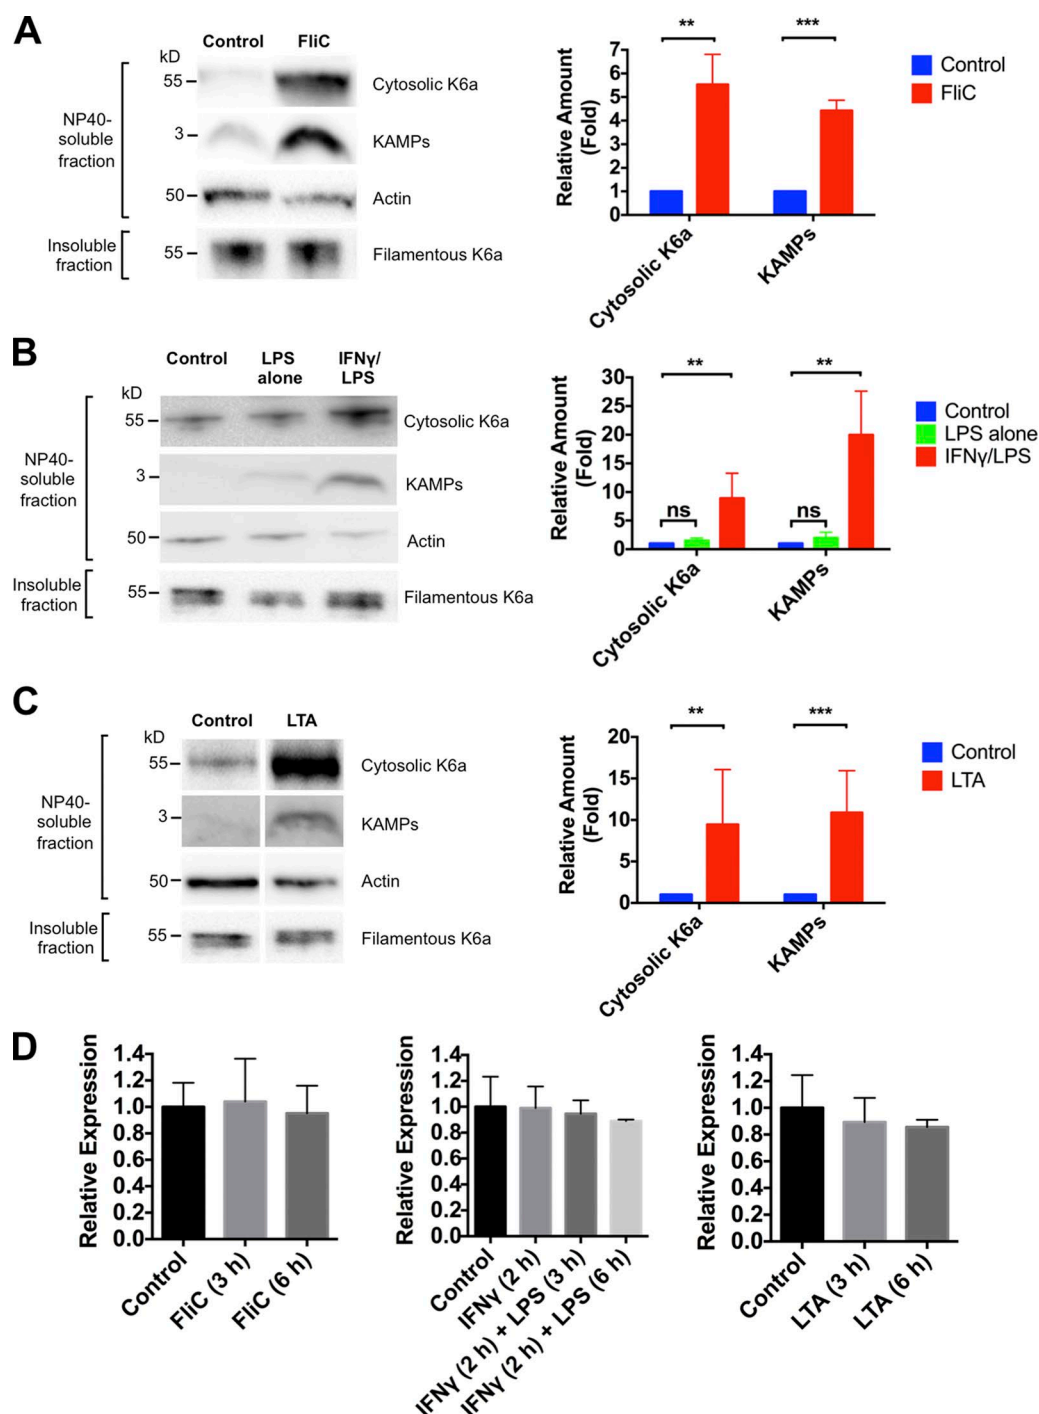 A
Control FliC
kD
NP40-
soluble
fraction
55
Cytosolic K6a
3
KAMPs
50
Actin
Insoluble
fraction
55
Filamentous K6a
Relative Amount
(Fold)
7
6
5
4
3
2
1
0
** ***
Cytosolic K6a
KAMPs
Control
FliC
B
Control LPS IFNγ/
alone LPS
kD
NP40-
soluble
fraction
55
Cytosolic K6a
3
KAMPs
50
Actin
Insoluble
fraction
55
Filamentous K6a
Relative Amount
(Fold)
30
25
20
15
10
5
0
** **
ns ns
Cytosolic K6a
KAMPs
Control
LPS alone
IFNγ/LPS
C
Control LTA
kD
NP40-
soluble
fraction
55
Cytosolic K6a
3
KAMPs
50
Actin
Insoluble
fraction
55
Filamentous K6a
Relative Amount
(Fold)
20
15
10
5
0
** ***
Cytosolic K6a
KAMPs
Control
LTA
D
Relative Expression
1.4
1.2
1.0
0.8
0.6
0.4
0.2
0.0
Control
FliC (3 h)
FliC (6 h)
Relative Expression
1.4
1.2
1.0
0.8
0.6
0.4
0.2
0.0
Control
IFNγ (2 h)
IFNγ (2 h) + LPS (3 h)
IFNγ (2 h) + LPS (6 h)
Relative Expression
1.4
1.2
1.0
0.8
0.6
0.4
0.2
0.0
Control
LTA (3 h)
LTA (6 h)